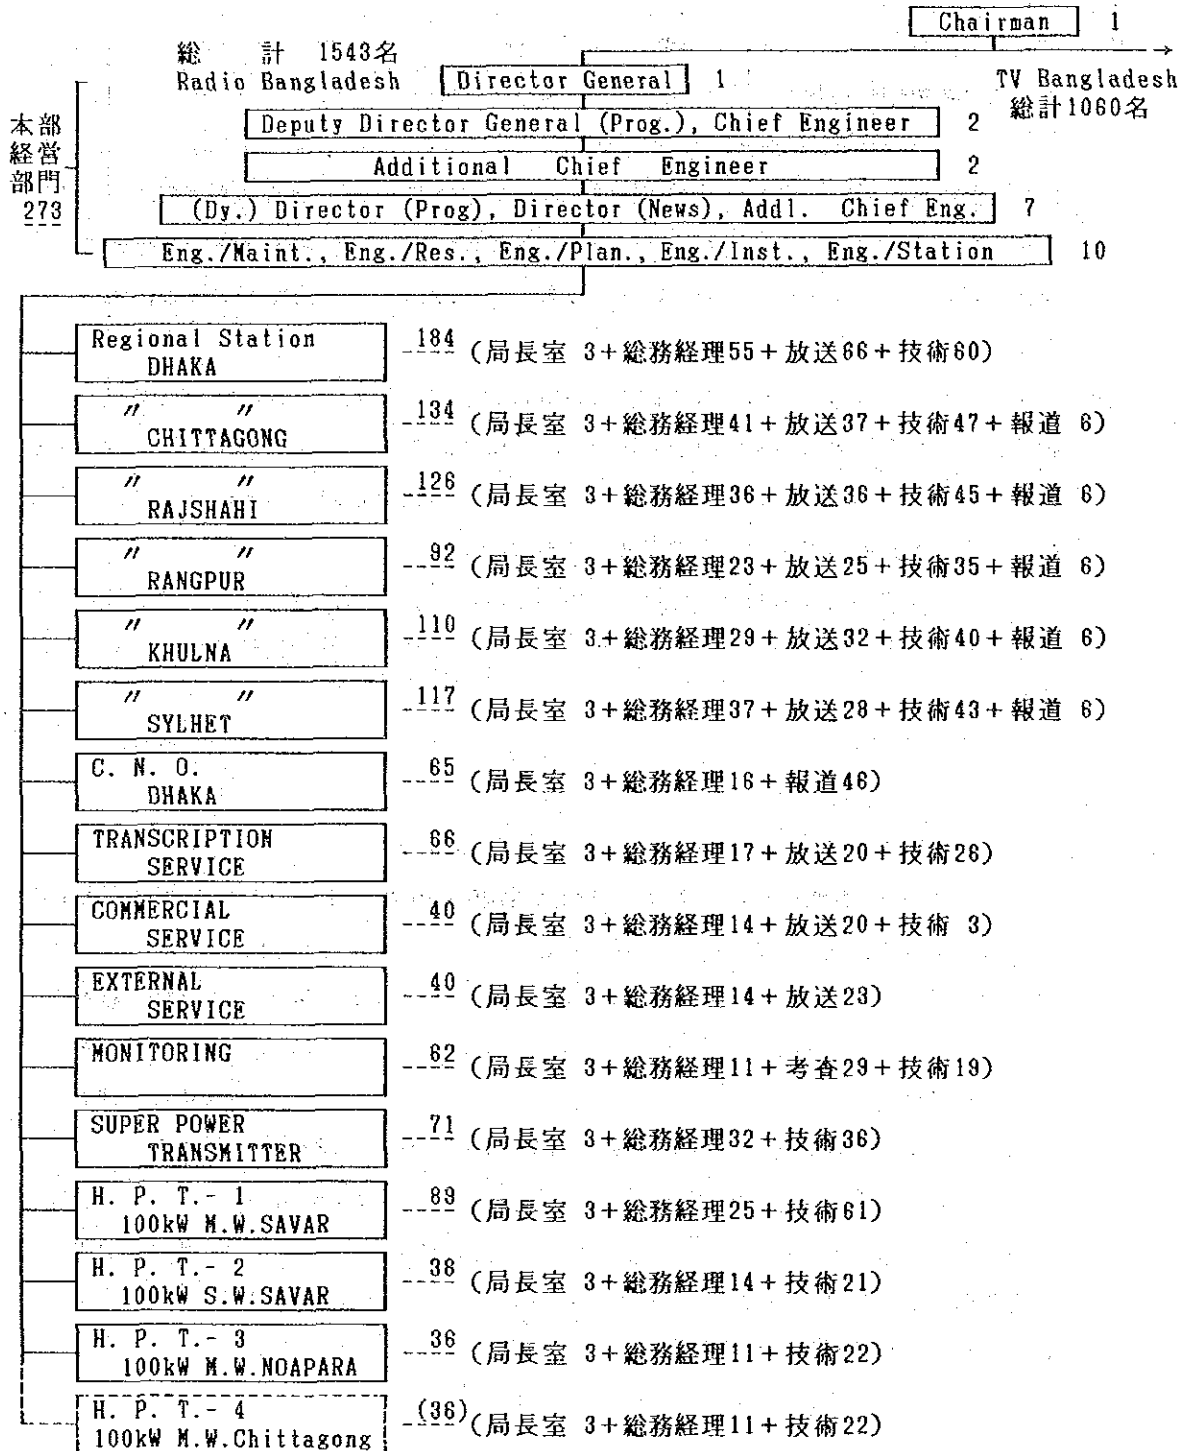 Chairman 1
総 計 1543名
Radio Bangladesh Director General 1
TV Bangladesh
総計1060名
Deputy Director General (Prog.), Chief Engineer 2
Additional Chief Engineer 2
(Dy.) Director (Prog), Director (News), Addl. Chief Eng. 7
Eng./Maint., Eng./Res., Eng./Plan., Eng./Inst., Eng./Station 10
本部
経営
部門
273
Regional Station
DHAKA
184 (局長室 3+総務経理55+放送66+技術60)
〃 〃
CHITTAGONG
134 (局長室 3+総務経理41+放送37+技術47+報道 6)
〃 〃
RAJSHAHI
126 (局長室 3+総務経理36+放送36+技術45+報道 6)
〃 〃
RANGPUR
92 (局長室 3+総務経理23+放送25+技術35+報道 6)
〃 〃
KHULNA
110 (局長室 3+総務経理29+放送32+技術40+報道 6)
〃 〃
SYLHET
117 (局長室 3+総務経理37+放送28+技術43+報道 6)
C. N. O.
DHAKA
65 (局長室 3+総務経理16+報道46)
TRANSCRIPTION
SERVICE
66 (局長室 3+総務経理17+放送20+技術26)
COMMERCIAL
SERVICE
40 (局長室 3+総務経理14+放送20+技術 3)
EXTERNAL
SERVICE
40 (局長室 3+総務経理14+放送23)
MONITORING
62 (局長室 3+総務経理11+考査29+技術19)
SUPER POWER
TRANSMITTER
71 (局長室 3+総務経理32+技術36)
H. P. T.- 1
100kW M.W.SAVAR
89 (局長室 3+総務経理25+技術61)
H. P. T.- 2
100kW S.W.SAVAR
38 (局長室 3+総務経理14+技術21)
H. P. T.- 3
100kW M.W.NOAPARA
36 (局長室 3+総務経理11+技術22)
H. P. T.- 4
100kW M.W.Chittagong
(36) (局長室 3+総務経理11+技術22)